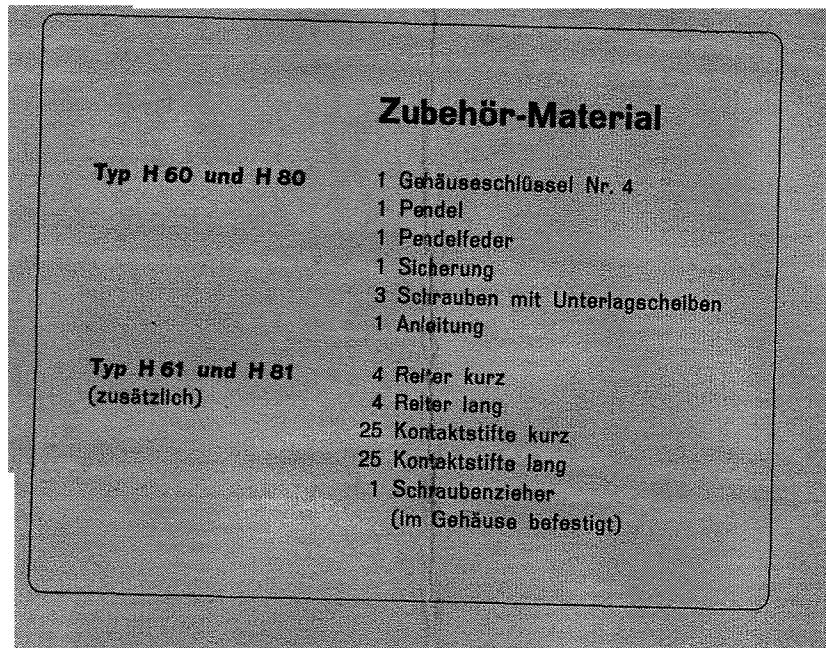 Zubehör-Material
Typ H 60 und H 80 1 Gehäuseschlüssel Nr. 4
1 Pendel
1 Pendelfeder
1 Sicherung
3 Schrauben mit Unterlagscheiben
1 Anleitung
Typ H 61 und H 81 4 Reiter kurz
(zusätzlich) 4 Reiter lang
25 Kontaktstifte kurz
25 Kontaktstifte lang
1 Schraubenzieher
(im Gehäuse befestigt)